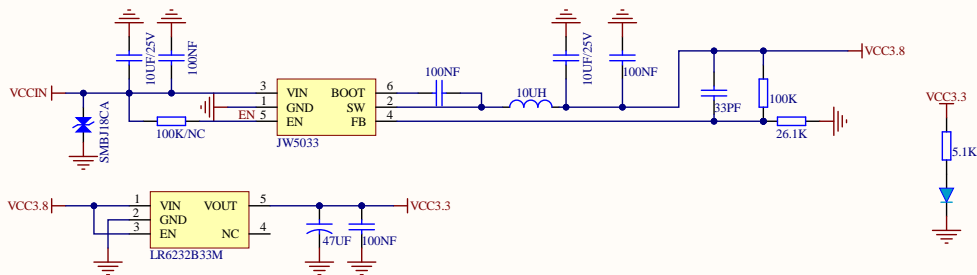 10UF/25V
100NF
10UF/25V
100NF
VCCIN
SMBJ18CA
100K/NC
EN
3 VIN BOOT 6
1 GND SW 2
5 EN FB 4
JW5033
100NF
10UH
33PF
100K
26.1K
VCC3.8
VCC3.3
5.1K
VCC3.8
1 VIN VOUT 5
2 GND
3 EN NC 4
LR6232B33M
47UF
100NF
VCC3.3